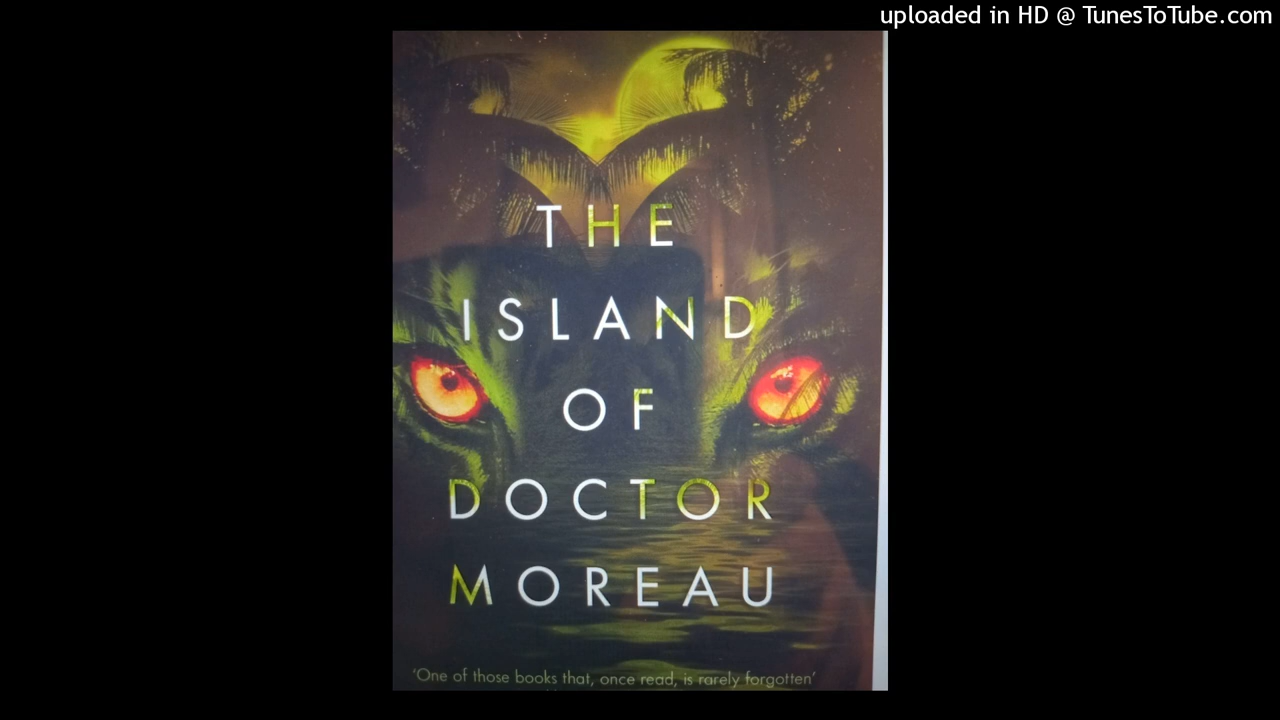 uploaded in HD @ TunesToTube.com
THE
ISLAND
OF
DOCTOR
MOREAU
‘One of those books that, once read, is rarely forgotten’